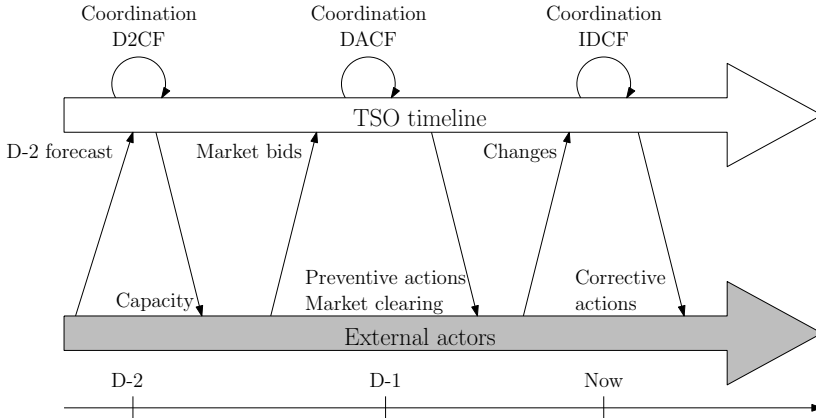 Coordination
D2CF
Coordination
DACF
Coordination
IDCF
TSO timeline
D-2 forecast
Market bids
Changes
Capacity
Preventive actions
Market clearing
Corrective
actions
External actors
D-2
D-1
Now